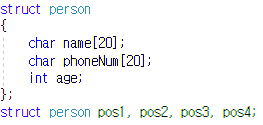 struct person
{
    char name[20];
    char phoneNum[20];
    int age;
};
struct person pos1, pos2, pos3, pos4;